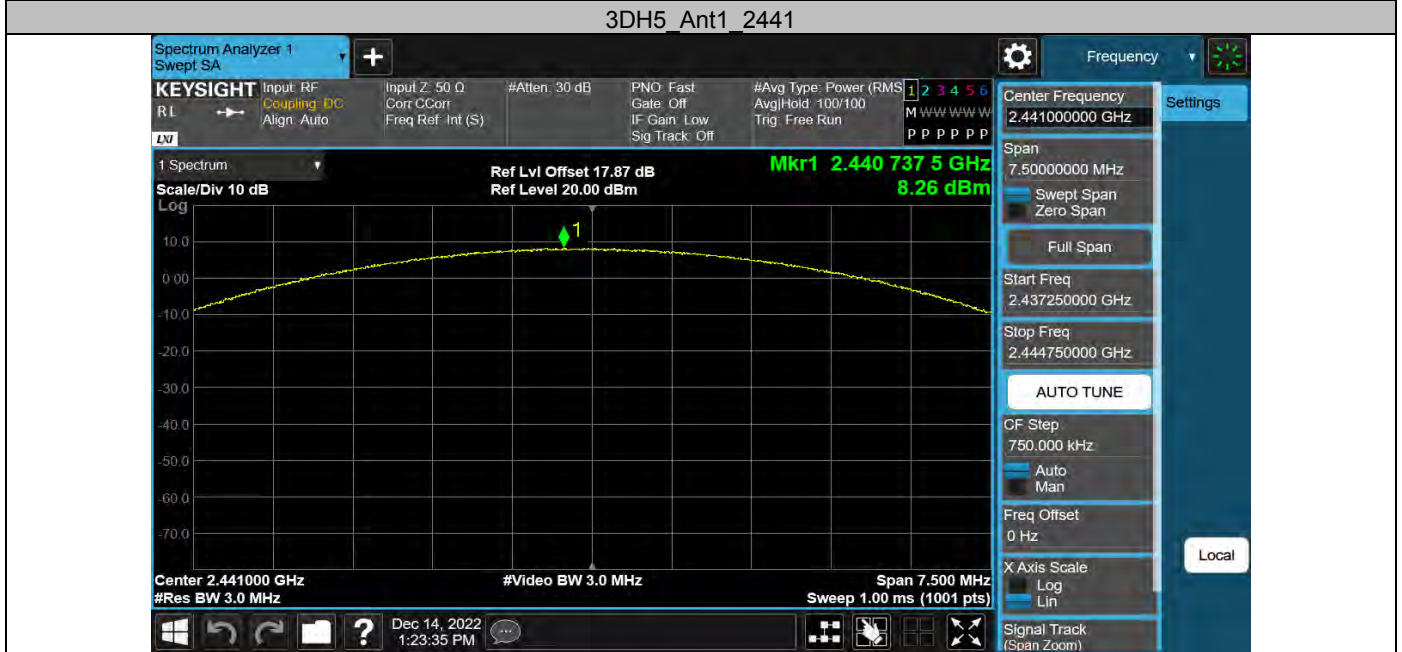 3DH5_Ant1_2441
Spectrum Analyzer 1
Swept SA
Frequency
KEYSIGHT
RL
LXI
Input: RF
Coupling: DC
Align: Auto
Input Z: 50 Ω
Corr CCorr
Freq Ref: Int (S)
#Atten: 30 dB
PNO: Fast
Gate: Off
IF Gain: Low
Sig Track: Off
#Avg Type: Power (RMS
Avg|Hold: 100/100
Trig: Free Run
1 2 3 4 5 6
M W W W W W
P P P P P P
1 Spectrum
Scale/Div 10 dB
Log
Ref Lvl Offset 17.87 dB
Ref Level 20.00 dBm
Mkr1 2.440 737 5 GHz
8.26 dBm
1
10.0
0.00
-10.0
-20.0
-30.0
-40.0
-50.0
-60.0
-70.0
Center 2.441000 GHz
#Res BW 3.0 MHz
#Video BW 3.0 MHz
Span 7.500 MHz
Sweep 1.00 ms (1001 pts)
Dec 14, 2022
1:23:35 PM
Center Frequency
2.441000000 GHz
Settings
Span
7.50000000 MHz
Swept Span
Zero Span
Full Span
Start Freq
2.437250000 GHz
Stop Freq
2.444750000 GHz
AUTO TUNE
CF Step
750.000 kHz
Auto
Man
Freq Offset
0 Hz
Local
X Axis Scale
Log
Lin
Signal Track
(Span Zoom)